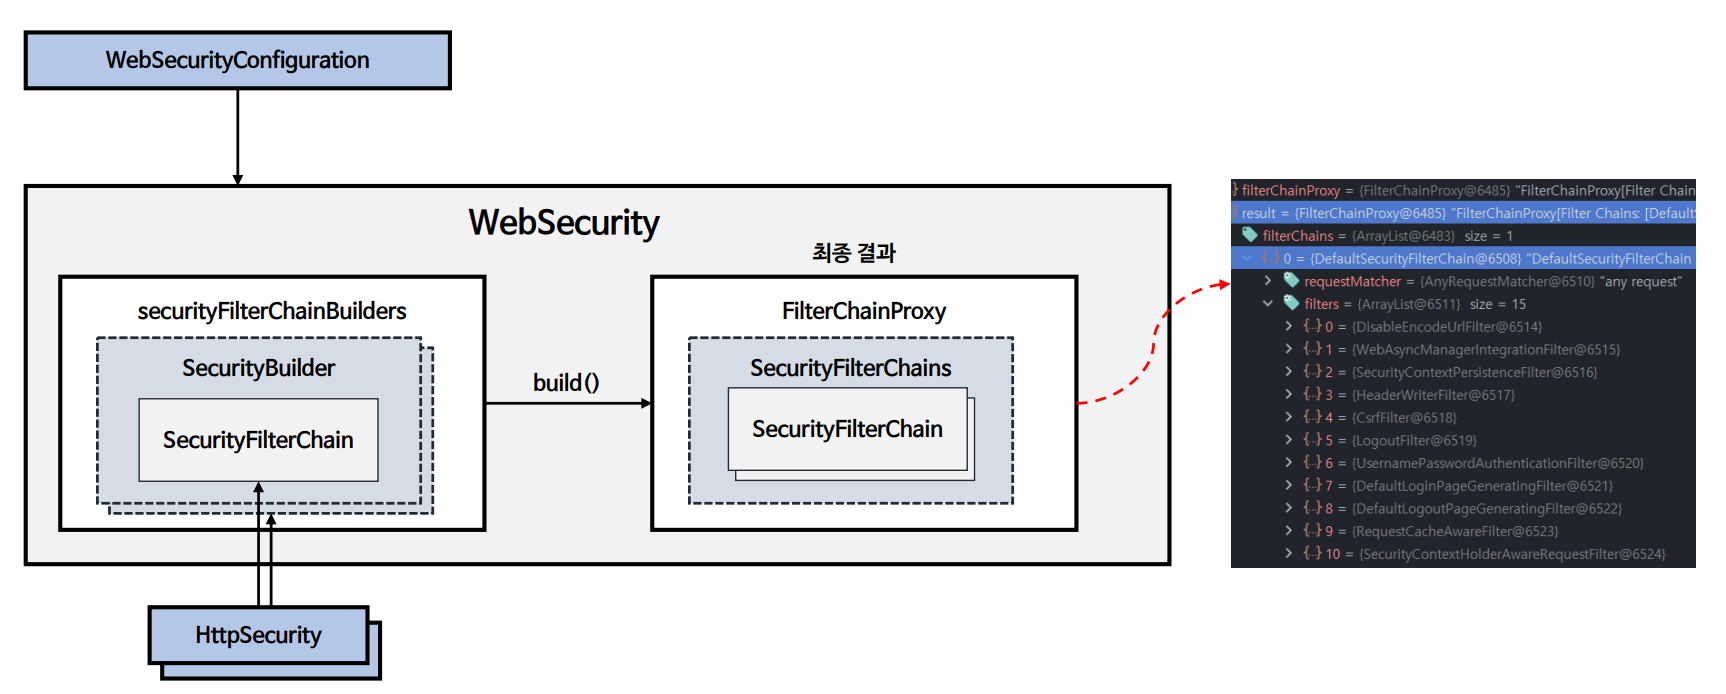 WebSecurityConfiguration
WebSecurity
최종 결과
securityFilterChainBuilders
SecurityBuilder
SecurityFilterChain
build()
FilterChainProxy
SecurityFilterChains
SecurityFilterChain
HttpSecurity
filterChainProxy = {FilterChainProxy@6485} "FilterChainProxy[Filter Chain
result = {FilterChainProxy@6485} "FilterChainProxy[Filter Chains: [DefaultS
filterChains = {ArrayList@6483} size = 1
{..} 0 = {DefaultSecurityFilterChain@6508} "DefaultSecurityFilterChain
requestMatcher = {AnyRequestMatcher@6510} "any request"
filters = {ArrayList@6511} size = 15
{..} 0 = {DisableEncodeUrlFilter@6514}
{..} 1 = {WebAsyncManagerIntegrationFilter@6515}
{..} 2 = {SecurityContextPersistenceFilter@6516}
{..} 3 = {HeaderWriterFilter@6517}
{..} 4 = {CsrfFilter@6518}
{..} 5 = {LogoutFilter@6519}
{..} 6 = {UsernamePasswordAuthenticationFilter@6520}
{..} 7 = {DefaultLoginPageGeneratingFilter@6521}
{..} 8 = {DefaultLogoutPageGeneratingFilter@6522}
{..} 9 = {RequestCacheAwareFilter@6523}
{..} 10 = {SecurityContextHolderAwareRequestFilter@6524}